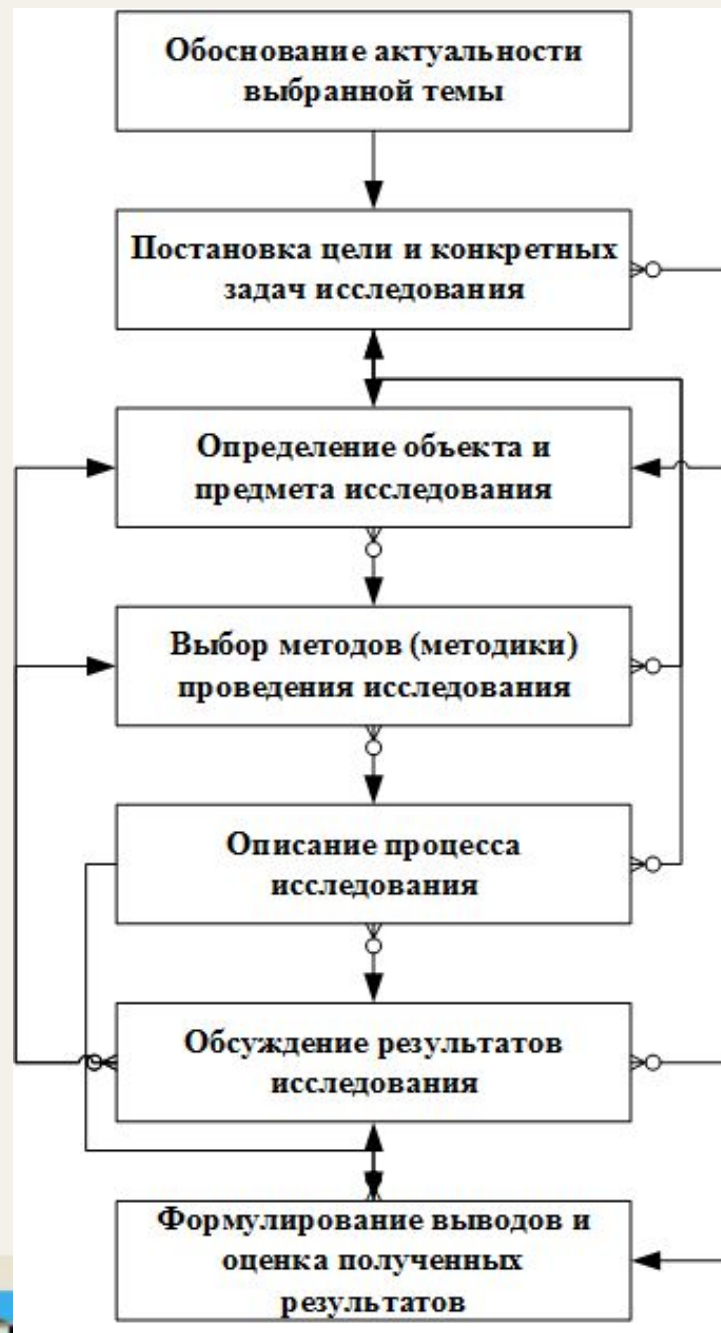 Обоснование актуальности
выбранной темы
Постановка цели и конкретных
задач исследования
Определение объекта и
предмета исследования
Выбор методов (методики)
проведения исследования
Описание процесса
исследования
Обсуждение результатов
исследования
Формулирование выводов и
оценка полученных
результатов